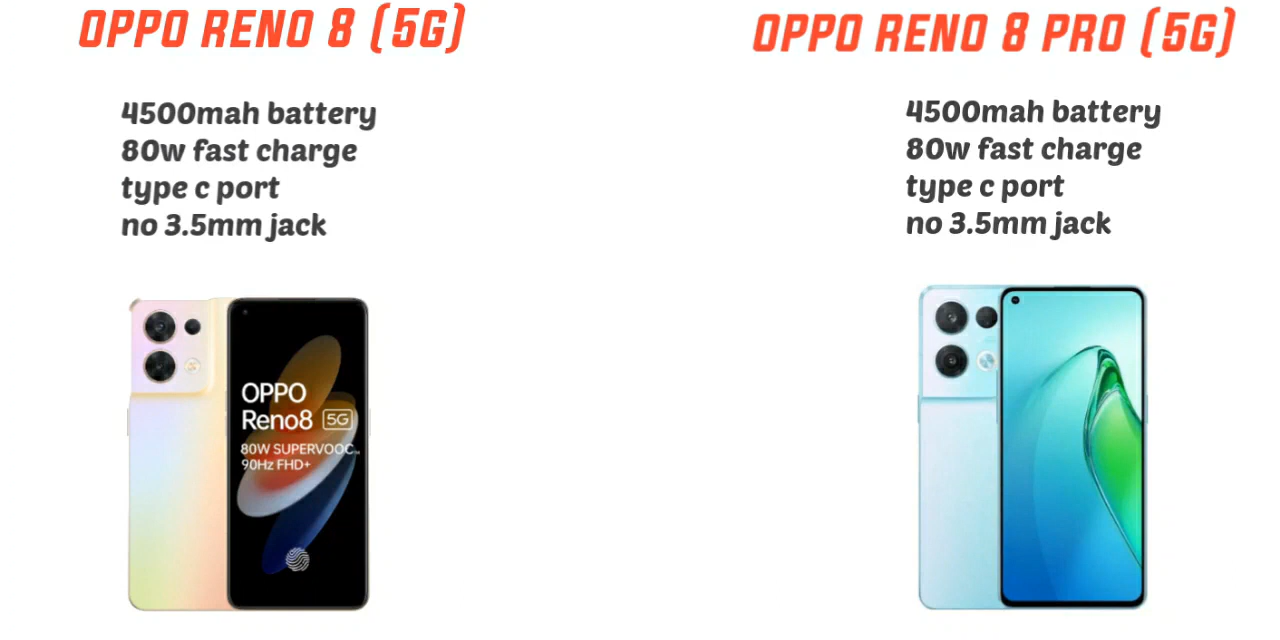 OPPO RENO 8 (5G)
4500mah battery
80w fast charge
type c port
no 3.5mm jack
OPPO
Reno8 5G
80W SUPERVOOC™
90Hz FHD+
OPPO RENO 8 PRO (5G)
4500mah battery
80w fast charge
type c port
no 3.5mm jack